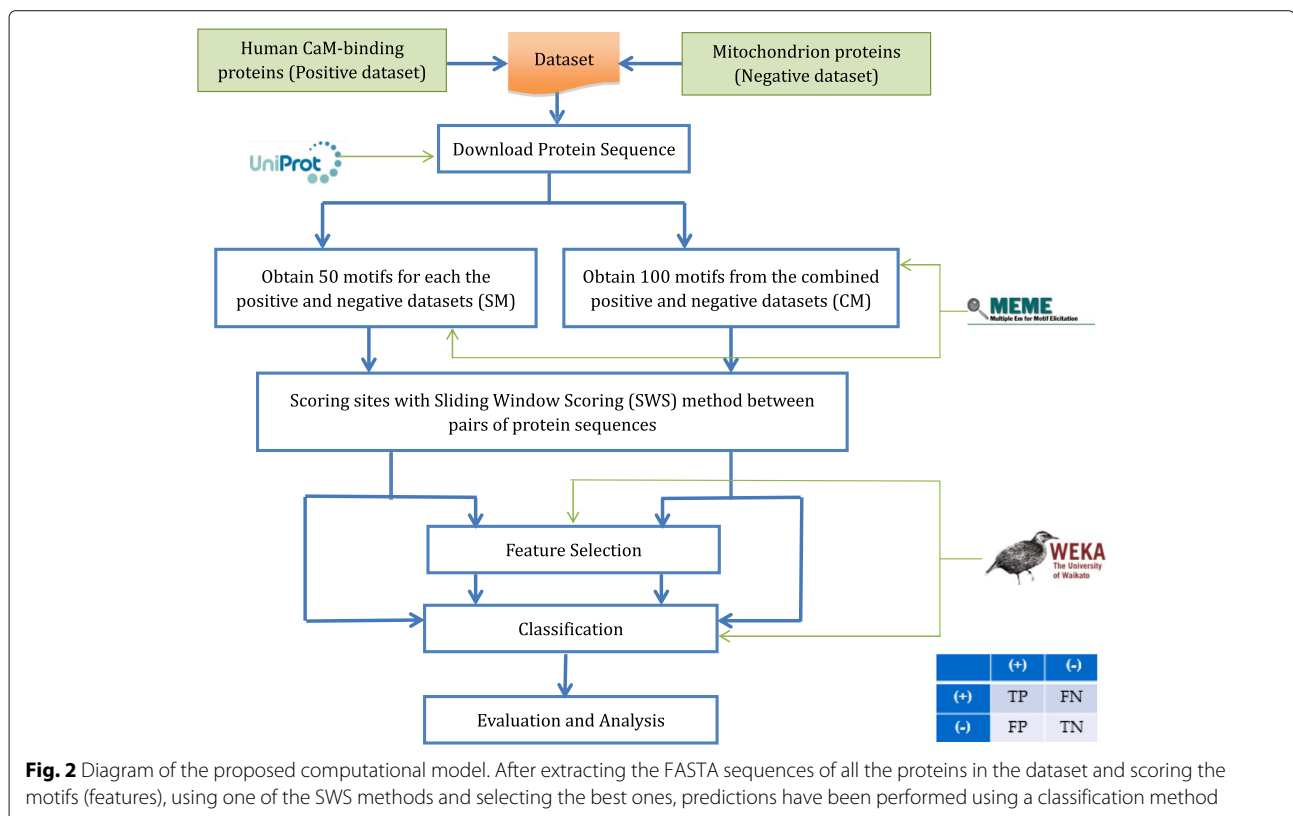 Human CaM-binding
proteins (Positive dataset)
Dataset
Mitochondrion proteins
(Negative dataset)
UniProt
Download Protein Sequence
Obtain 50 motifs for each the
positive and negative datasets (SM)
Obtain 100 motifs from the combined
positive and negative datasets (CM)
MEME
Multiple Em for Motif Elicitation
Scoring sites with Sliding Window Scoring (SWS) method between
pairs of protein sequences
Feature Selection
WEKA
The University
of Waikato
Classification
(+) (-)
(+) TP FN
(-) FP TN
Evaluation and Analysis
Fig. 2 Diagram of the proposed computational model. After extracting the FASTA sequences of all the proteins in the dataset and scoring the
motifs (features), using one of the SWS methods and selecting the best ones, predictions have been performed using a classification method